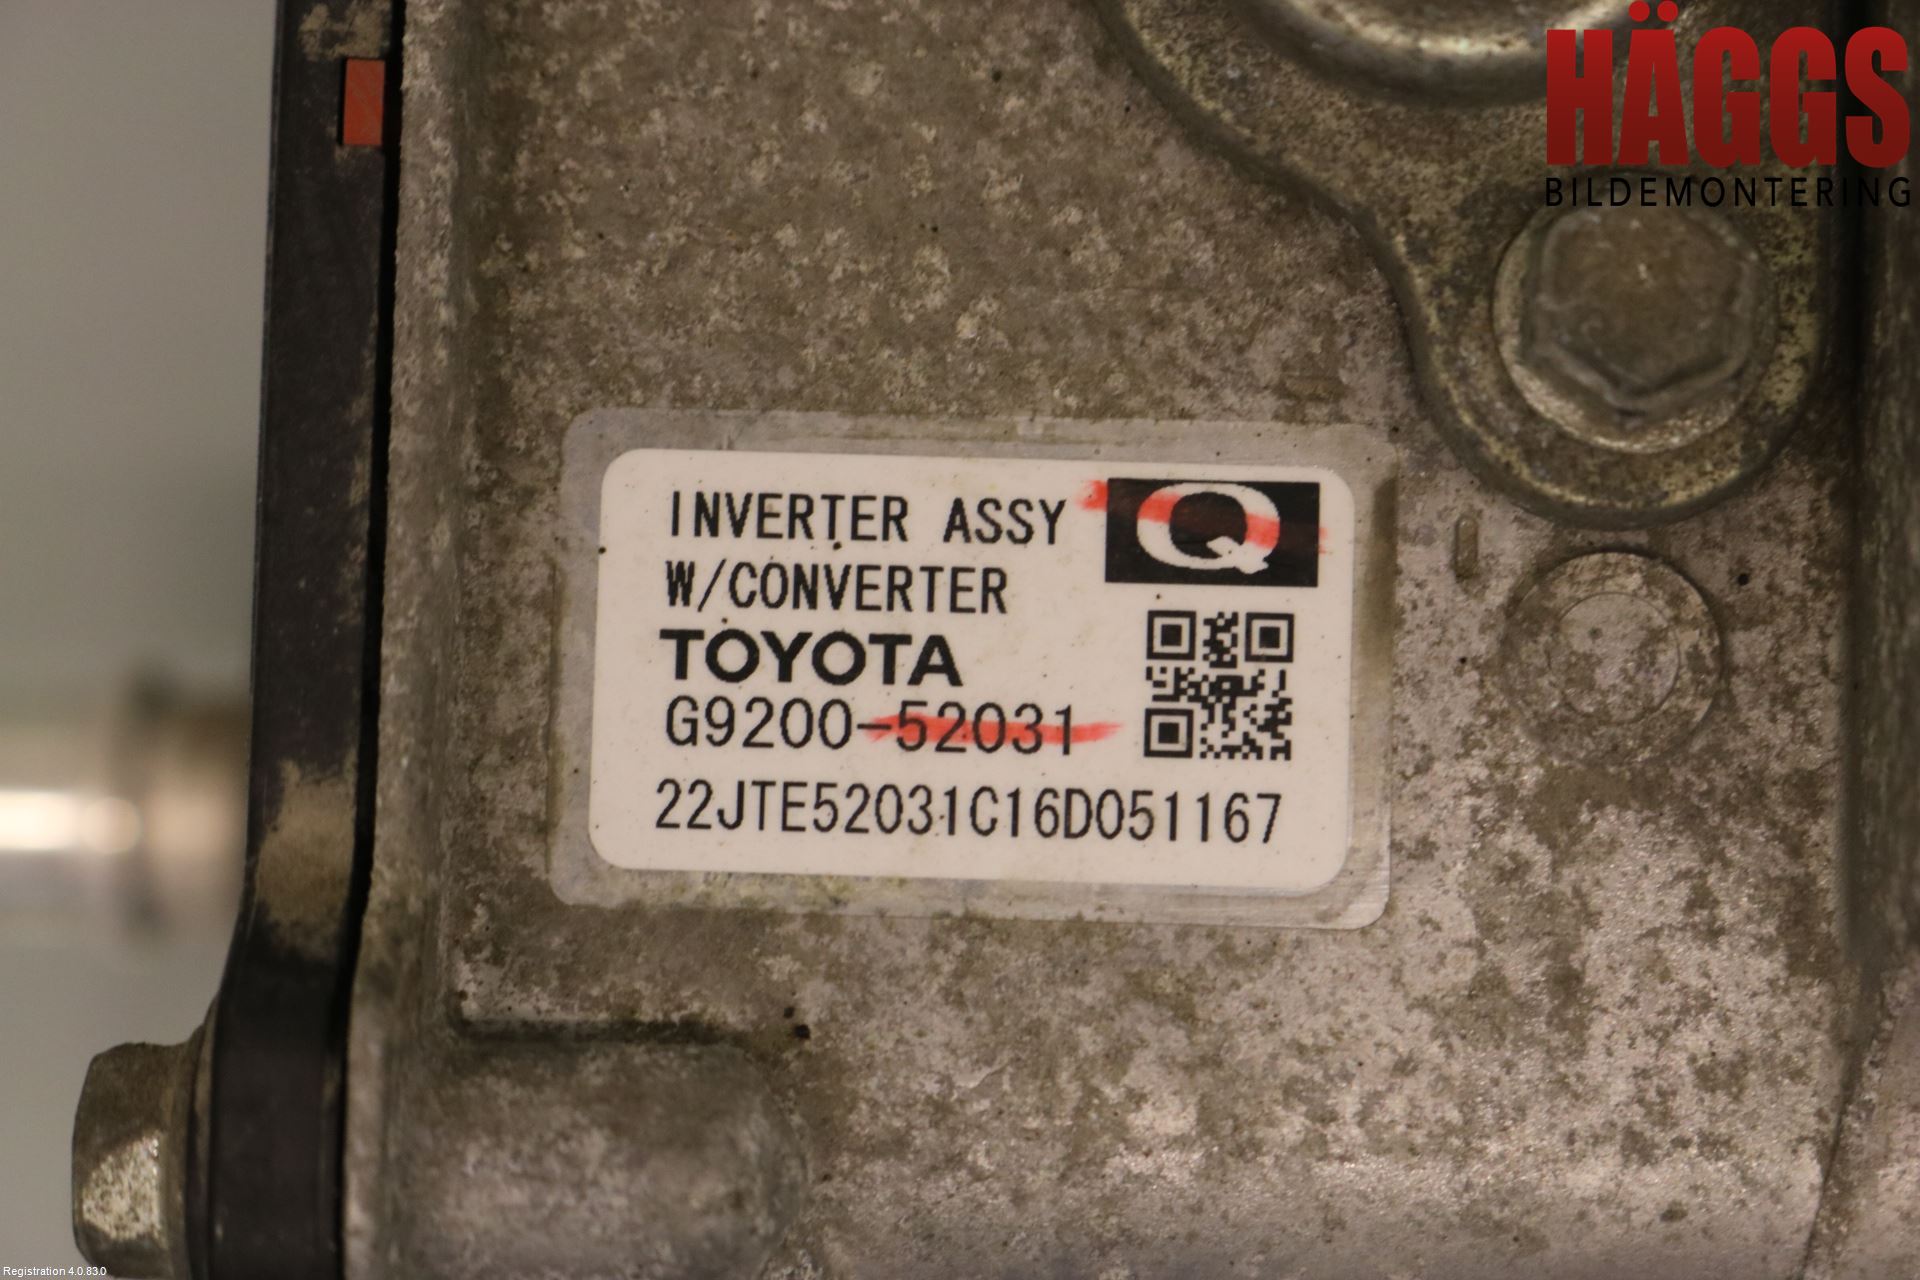 HÄGGS
BILDEMONTERING
INVERTER ASSY
Q
W/CONVERTER
TOYOTA
G9200-52031
22JTE52031C16D051167
Registration 4.0.83.0